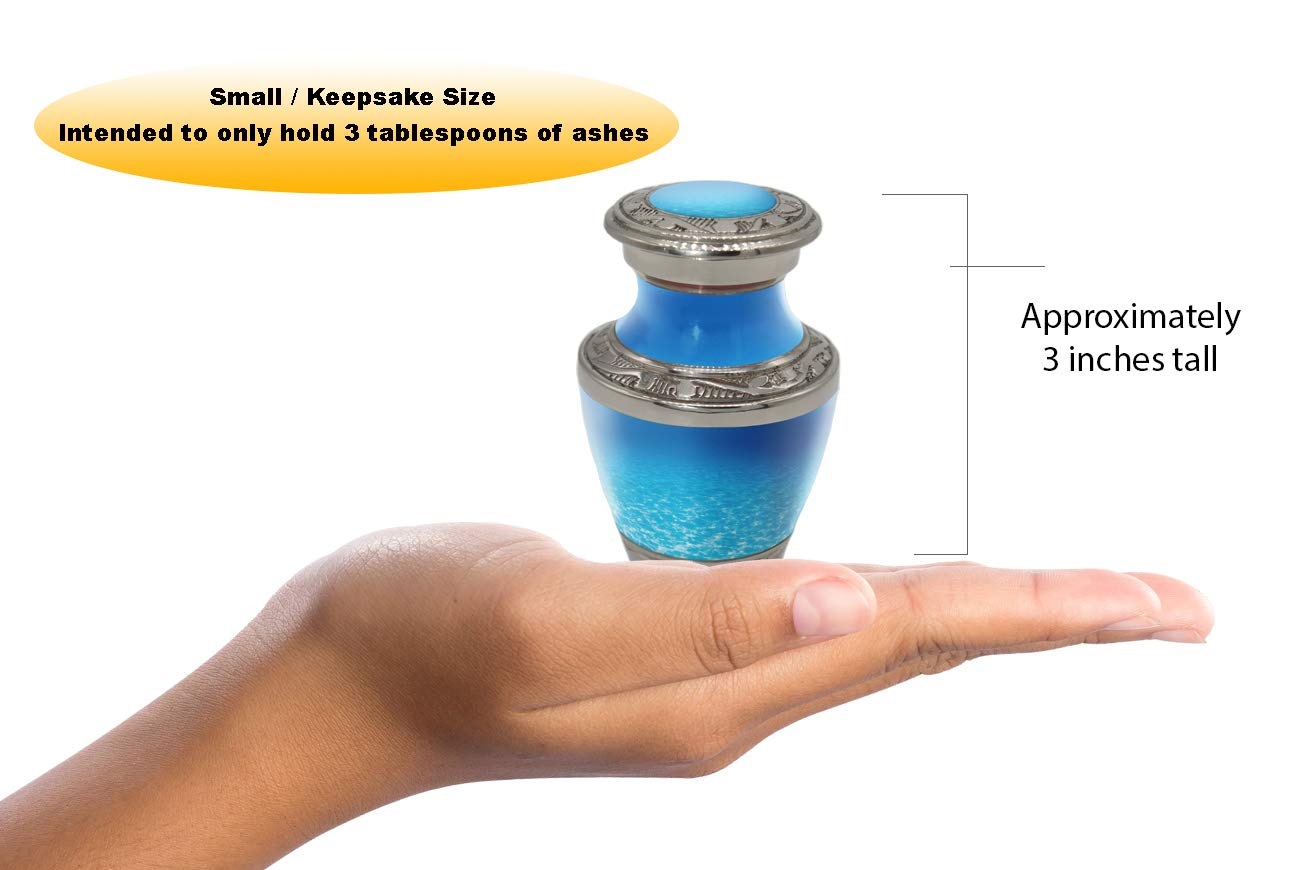 Small / Keepsake Size
Intended to only hold 3 tablespoons of ashes
Approximately
3 inches tall